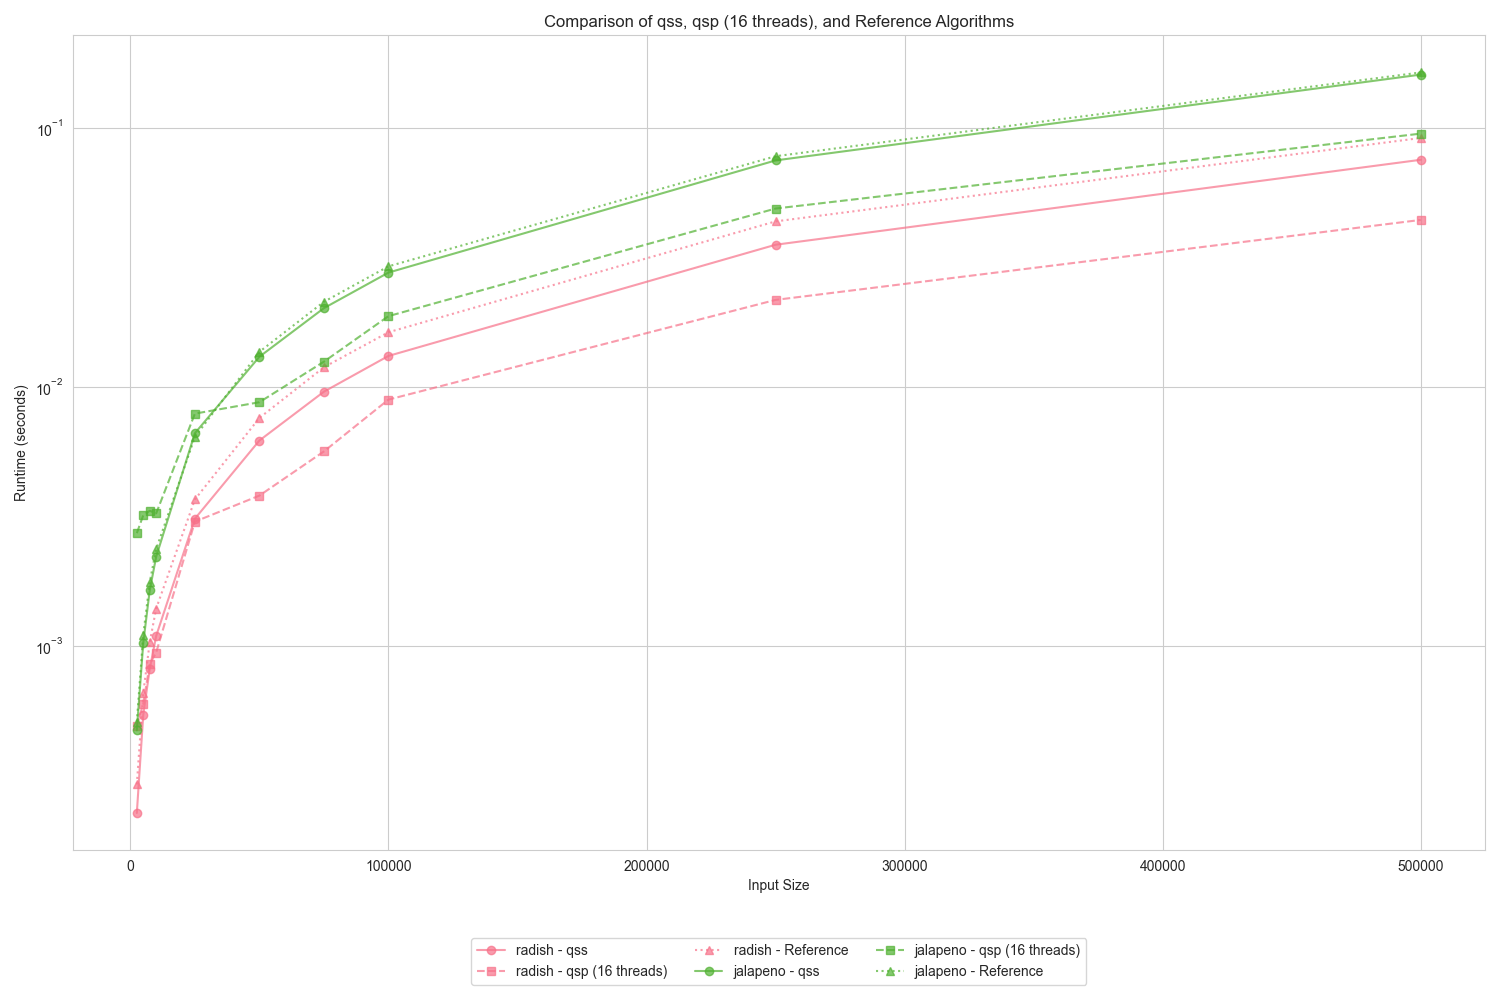 Comparison of qss, qsp (16 threads), and Reference Algorithms
Runtime (seconds)
10⁻¹
10⁻²
10⁻³
0 100000 200000 300000 400000 500000
Input Size
radish - qss radish - Reference jalapeno - qsp (16 threads)
radish - qsp (16 threads) jalapeno - qss jalapeno - Reference